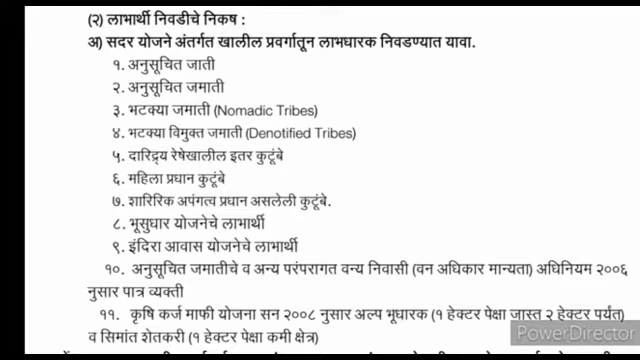 (२) लाभार्थी निवडीचे निकष :
अ) सदर योजने अंतर्गत खालील प्रवर्गातून लाभधारक निवडण्यात यावा.
१. अनुसूचित जाती
२. अनुसूचित जमाती
३. भटक्या जमाती (Nomadic Tribes)
४. भटक्या विमुक्त जमाती (Denotified Tribes)
५. दारिद्र्य रेषेखालील इतर कुटूंबे
६. महिला प्रधान कुटूंबे
७. शारिरिक अपंगत्व प्रधान असलेली कुटूंबे.
८. भूसुधार योजनेचे लाभार्थी
९. इंदिरा आवास योजनेचे लाभार्थी
१०. अनुसूचित जमातीचे व अन्य परंपरागत वन्य निवासी (वन अधिकार मान्यता) अधिनियम २००६
नुसार पात्र व्यक्ती
११. कृषि कर्ज माफी योजना सन २००८ नुसार अल्प भूधारक (१ हेक्टर पेक्षा जास्त २ हेक्टर पर्यंत)
व सिमांत शेतकरी (१ हेक्टर पेक्षा कमी क्षेत्र)
PowerDirector